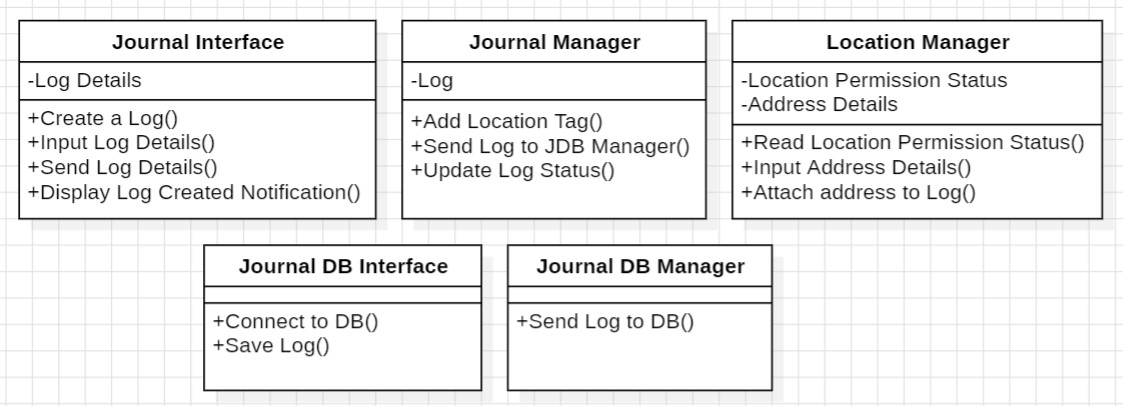 Journal Interface
-Log Details
+Create a Log()
+Input Log Details()
+Send Log Details()
+Display Log Created Notification()
Journal Manager
-Log
+Add Location Tag()
+Send Log to JDB Manager()
+Update Log Status()
Location Manager
-Location Permission Status
-Address Details
+Read Location Permission Status()
+Input Address Details()
+Attach address to Log()
Journal DB Interface
+Connect to DB()
+Save Log()
Journal DB Manager
+Send Log to DB()